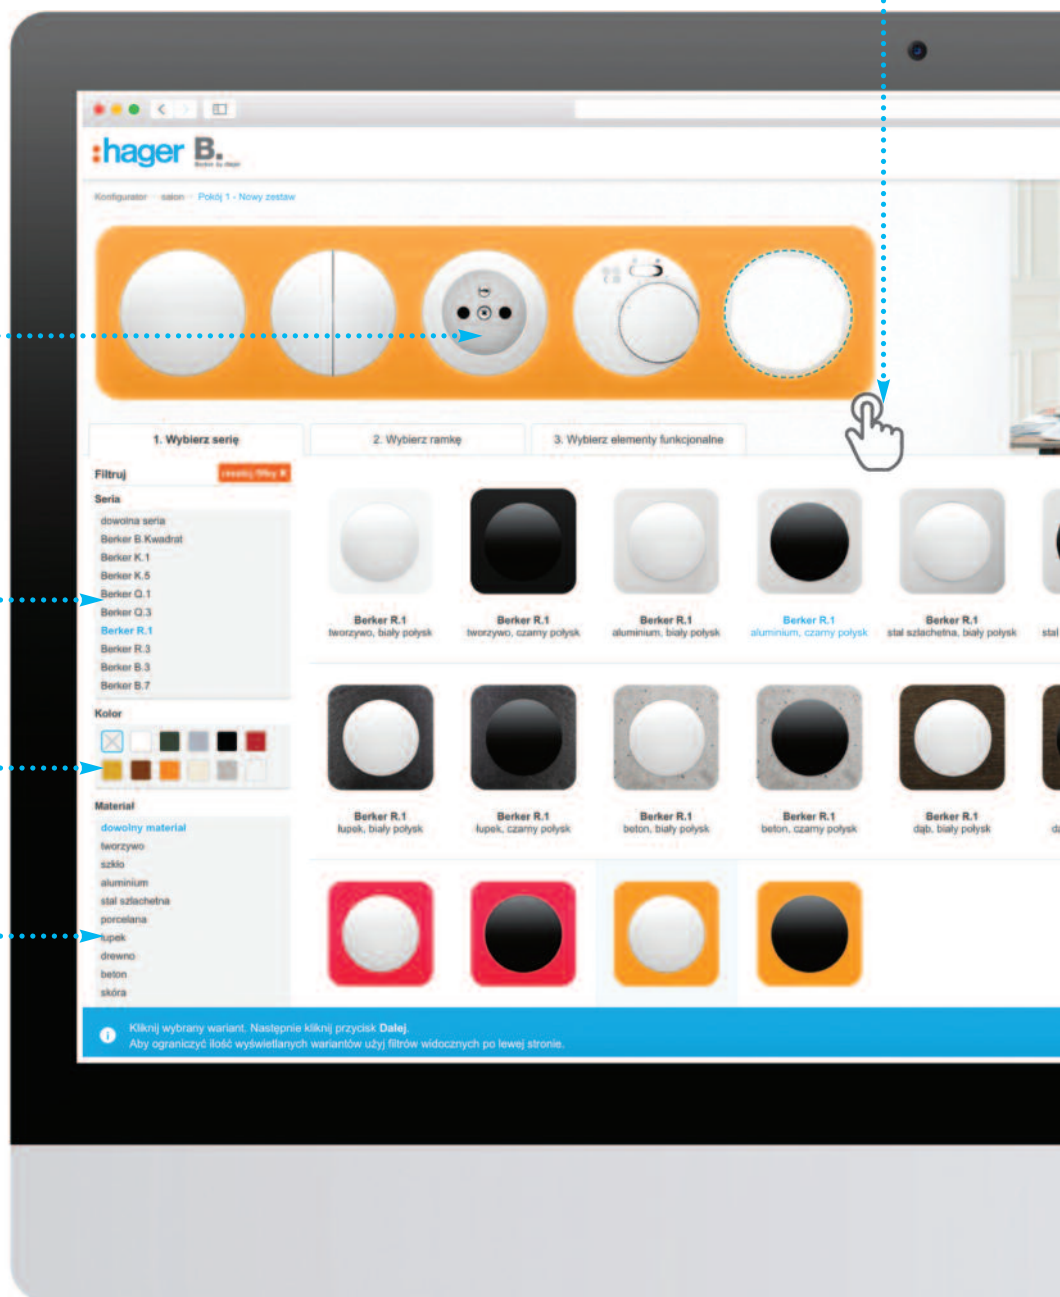 :hager B.
Berker by Hager
Konfigurator salon Pokój 1 - Nowy zestaw
1. Wybierz serię
2. Wybierz ramkę
3. Wybierz elementy funkcjonalne
Filtruj
Seria
dowolna seria
Berker B.Kwadrat
Berker K.1
Berker K.5
Berker Q.1
Berker Q.3
Berker R.1
Berker R.3
Berker B.3
Berker B.7
Kolor
Materiał
dowolny materiał
tworzywo
szkło
aluminium
stal szlachetna
porcelana
łupek
drewno
beton
skóra
Berker R.1
tworzywo, biały połysk
Berker R.1
tworzywo, czarny połysk
Berker R.1
aluminium, biały połysk
Berker R.1
aluminium, czarny połysk
Berker R.1
stal szlachetna, biały połysk
stal
Berker R.1
łupek, biały połysk
Berker R.1
łupek, czarny połysk
Berker R.1
beton, biały połysk
Berker R.1
beton, czarny połysk
Berker R.1
dąb, biały połysk
Kliknij wybrany wariant. Następnie kliknij przycisk Dalej.
Aby ograniczyć ilość wyświetlanych wariantów użyj filtrów widocznych po lewej stronie.